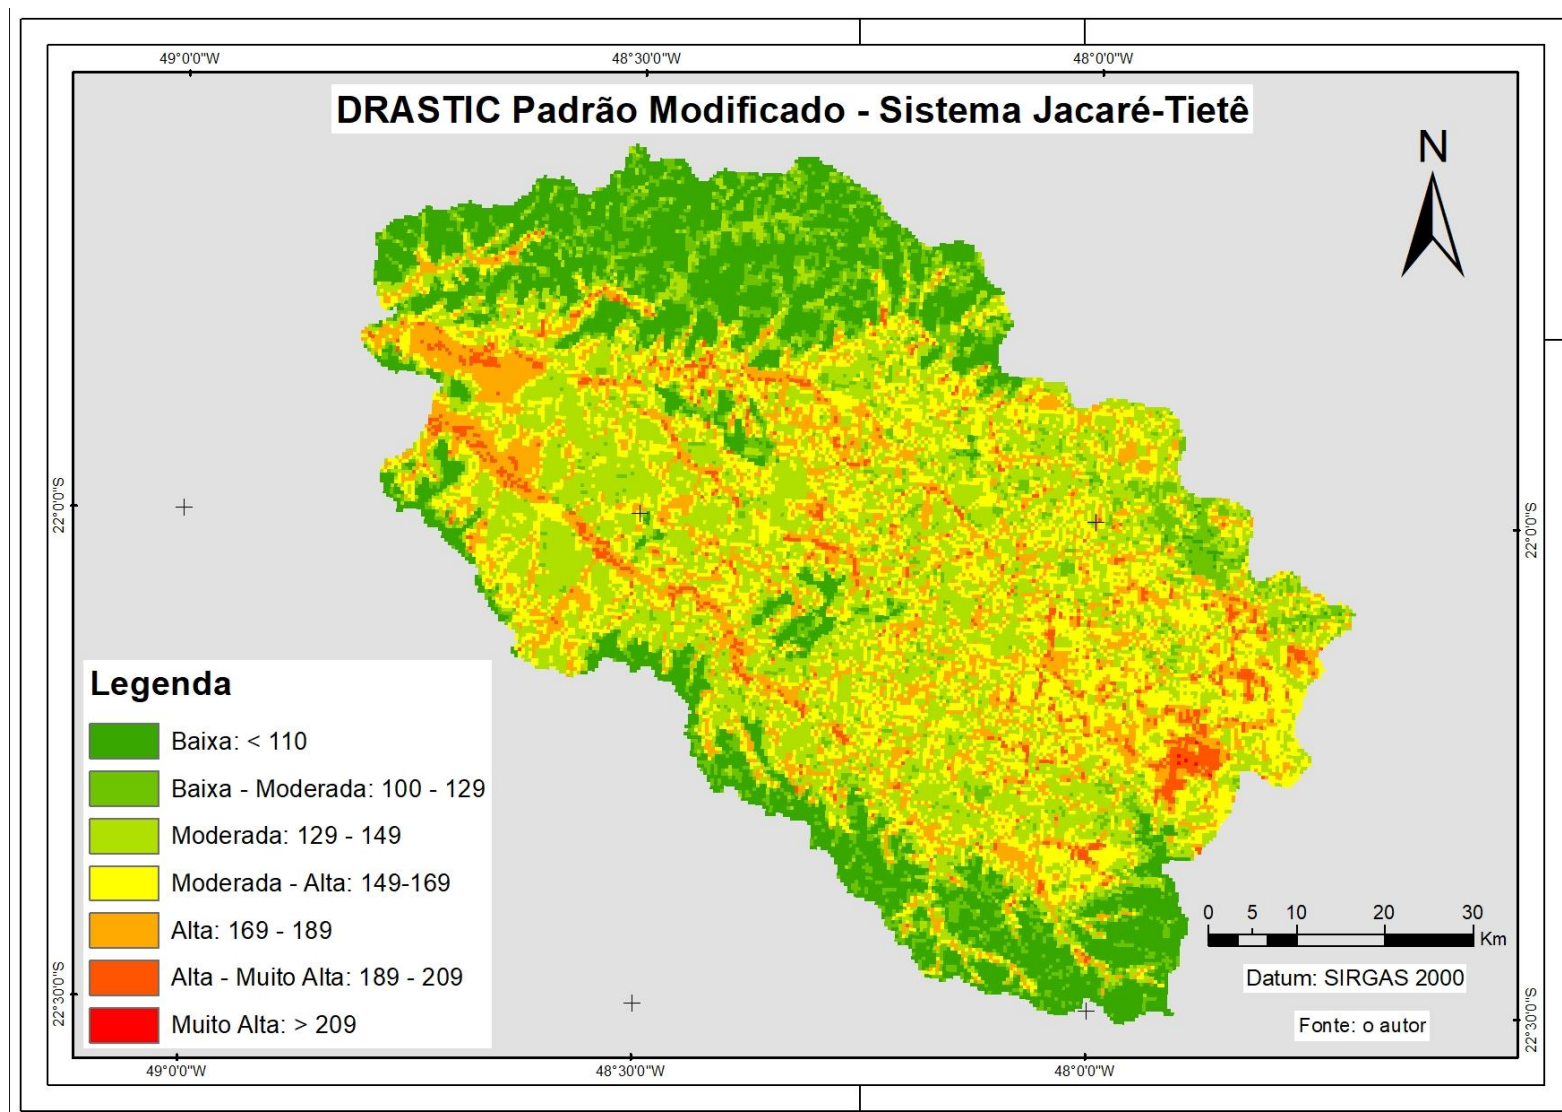 49°0'0"W
48°30'0"W
48°0'0"W
DRASTIC Padrão Modificado - Sistema Jacaré-Tietê
N
22°0'0"S
22°0'0"S
Legenda
Baixa: < 110
Baixa - Moderada: 100 - 129
Moderada: 129 - 149
Moderada - Alta: 149-169
Alta: 169 - 189
Alta - Muito Alta: 189 - 209
Muito Alta: > 209
0 5 10 20 30
Km
Datum: SIRGAS 2000
Fonte: o autor
22°30'0"S
22°30'0"S
49°0'0"W
48°30'0"W
48°0'0"W